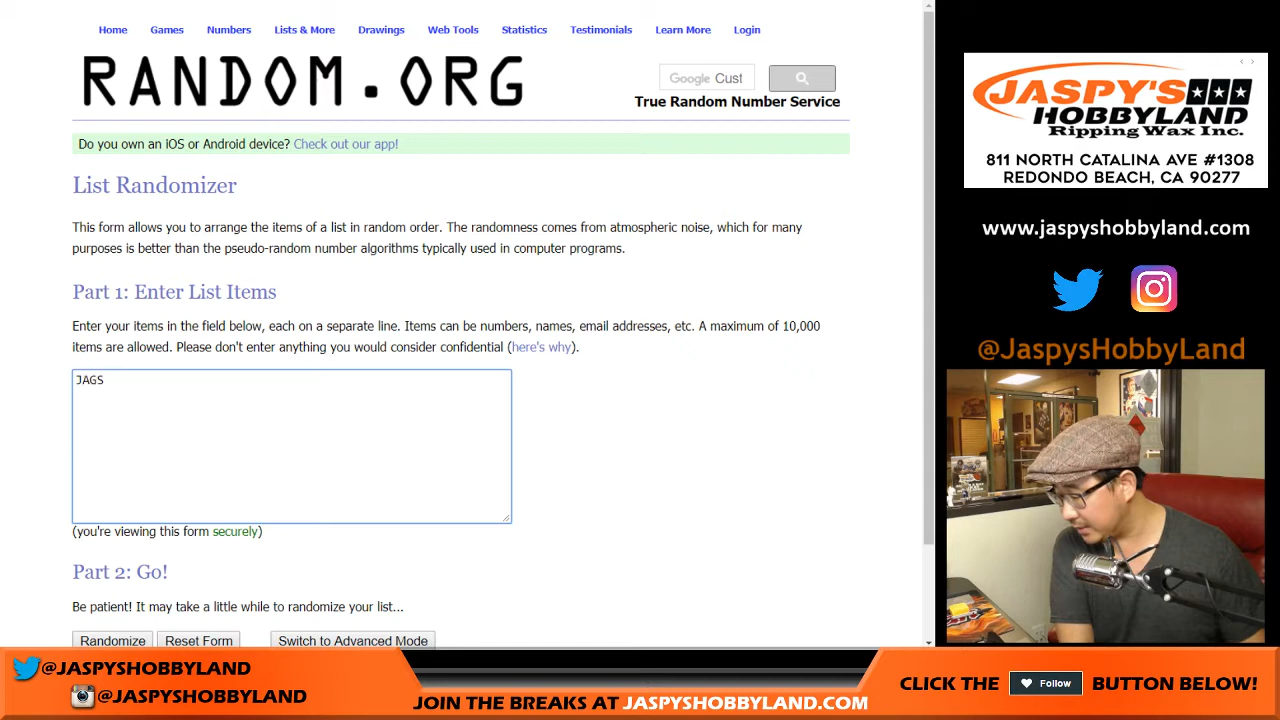 Home Games Numbers Lists & More Drawings Web Tools Statistics Testimonials Learn More Login
RANDOM.ORG
Google Cust
True Random Number Service
Do you own an iOS or Android device? Check out our app!
List Randomizer
This form allows you to arrange the items of a list in random order. The randomness comes from atmospheric noise, which for many
purposes is better than the pseudo-random number algorithms typically used in computer programs.
Part 1: Enter List Items
Enter your items in the field below, each on a separate line. Items can be numbers, names, email addresses, etc. A maximum of 10,000
items are allowed. Please don't enter anything you would consider confidential (here's why).
JAGS
(you're viewing this form securely)
Part 2: Go!
Be patient! It may take a little while to randomize your list...
Randomize Reset Form Switch to Advanced Mode
JASPY'S
HOBBYLAND
Ripping Wax Inc.
811 NORTH CATALINA AVE #1308
REDONDO BEACH, CA 90277
www.jaspyshobbyland.com
@JaspysHobbyLand
@JASPYSHOBBYLAND
@JASPYSHOBBYLAND
JOIN THE BREAKS AT JASPYSHOBBYLAND.COM
CLICK THE Follow BUTTON BELOW!